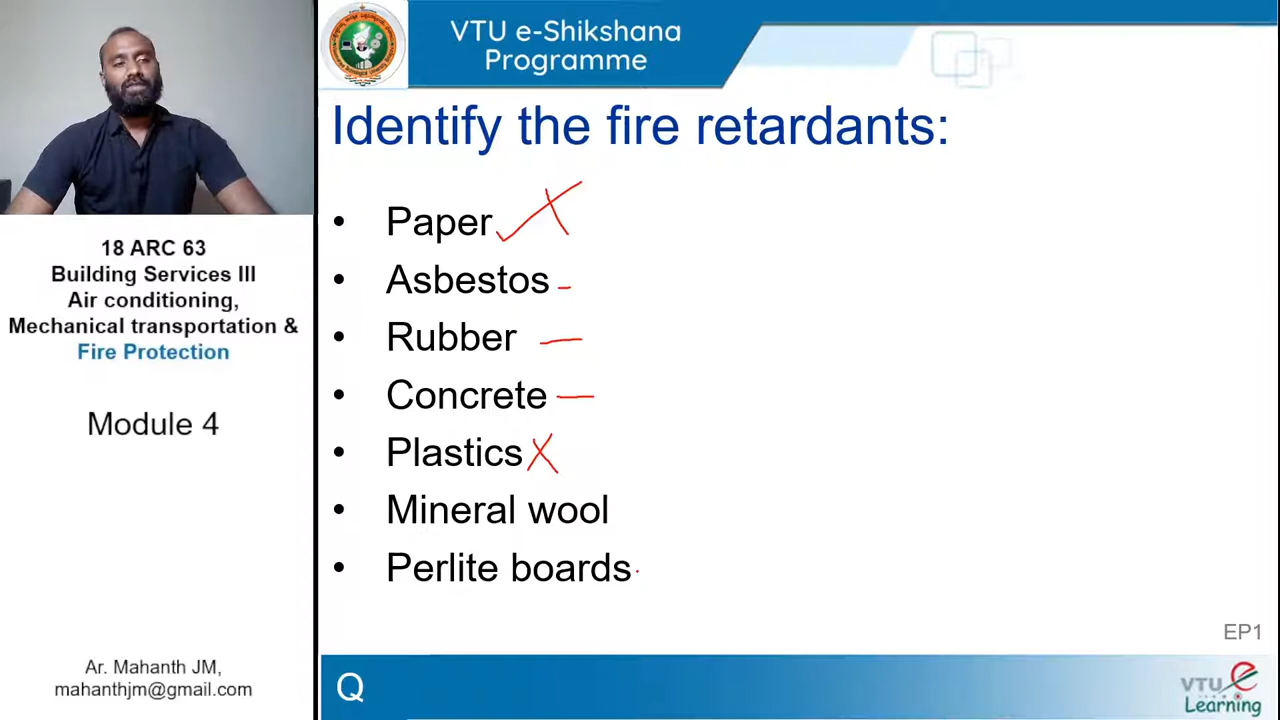 VTU e-Shikshana
Programme
Identify the fire retardants:
• Paper
• Asbestos
• Rubber
• Concrete
• Plastics
• Mineral wool
• Perlite boards
18 ARC 63
Building Services III
Air conditioning,
Mechanical transportation &
Fire Protection
Module 4
Ar. Mahanth JM,
mahanthjm@gmail.com
EP1
Q
VTU e
Learning